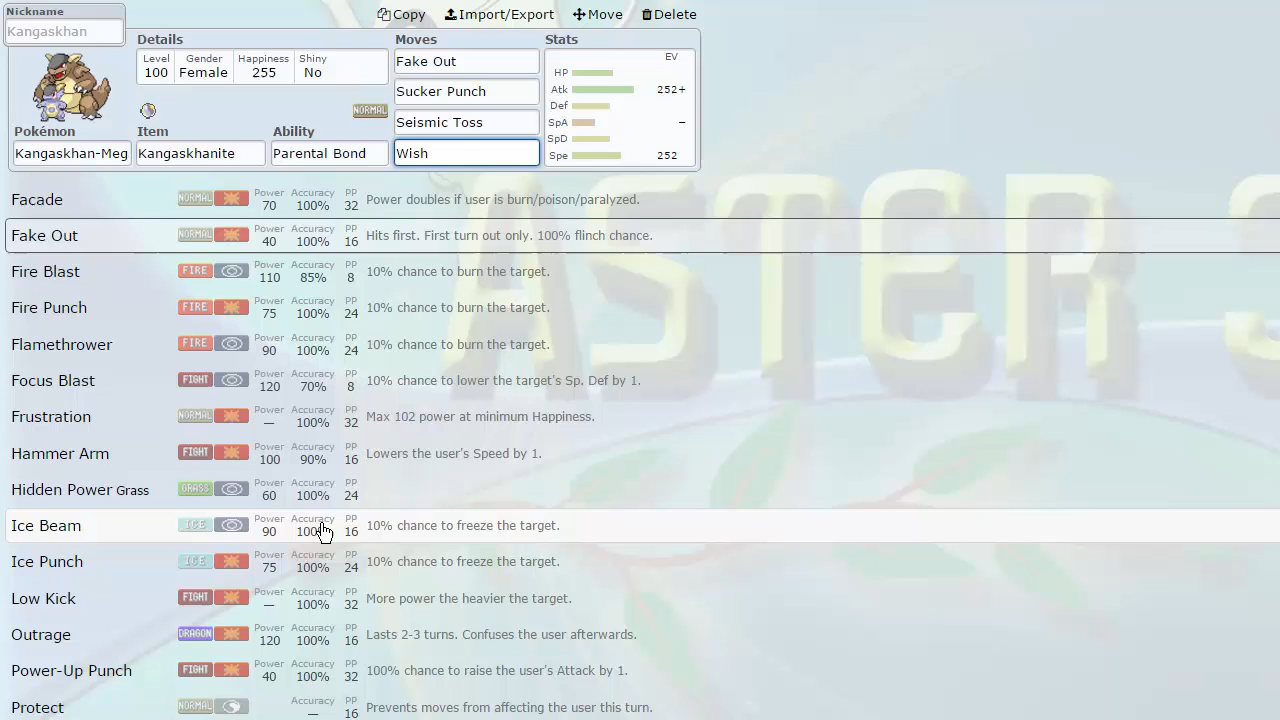 Nickname
Kangaskhan
Copy Import/Export Move Delete
Details
Level Gender Happiness Shiny
100 Female 255 No
NORMAL
Pokémon Item Ability
Kangaskhan-Meg Kangaskhanite Parental Bond
Moves
Fake Out
Sucker Punch
Seismic Toss
Wish
Stats
EV
HP
Atk 252+
Def
SpA –
SpD
Spe 252
Facade NORMAL Power 70 Accuracy 100% PP 32 Power doubles if user is burn/poison/paralyzed.
Fake Out NORMAL Power 40 Accuracy 100% PP 16 Hits first. First turn out only. 100% flinch chance.
Fire Blast FIRE Power 110 Accuracy 85% PP 8 10% chance to burn the target.
Fire Punch FIRE Power 75 Accuracy 100% PP 24 10% chance to burn the target.
Flamethrower FIRE Power 90 Accuracy 100% PP 24 10% chance to burn the target.
Focus Blast FIGHT Power 120 Accuracy 70% PP 8 10% chance to lower the target's Sp. Def by 1.
Frustration NORMAL Power — Accuracy 100% PP 32 Max 102 power at minimum Happiness.
Hammer Arm FIGHT Power 100 Accuracy 90% PP 16 Lowers the user's Speed by 1.
Hidden Power Grass GRASS Power 60 Accuracy 100% PP 24
Ice Beam ICE Power 90 Accuracy 100% PP 16 10% chance to freeze the target.
Ice Punch ICE Power 75 Accuracy 100% PP 24 10% chance to freeze the target.
Low Kick FIGHT Power — Accuracy 100% PP 32 More power the heavier the target.
Outrage DRAGON Power 120 Accuracy 100% PP 16 Lasts 2-3 turns. Confuses the user afterwards.
Power-Up Punch FIGHT Power 40 Accuracy 100% PP 32 100% chance to raise the user's Attack by 1.
Protect NORMAL Accuracy — PP 16 Prevents moves from affecting the user this turn.
ASTER